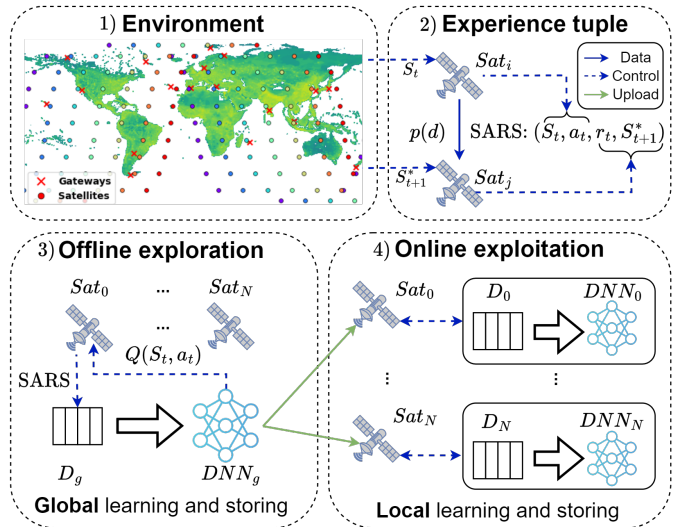 1) Environment
Gateways
Satellites
2) Experience tuple
S_t
Sat_i
Data
Control
Upload
p(d)
SARS: (S_t, a_t, r_t, S^*_{t+1})
S^*_{t+1}
Sat_j
3) Offline exploration
Sat_0 ... Sat_N
...
Q(S_t, a_t)
SARS
D_g
DNN_g
Global learning and storing
4) Online exploitation
Sat_0
D_0
DNN_0
⋮
⋮
Sat_N
D_N
DNN_N
Local learning and storing